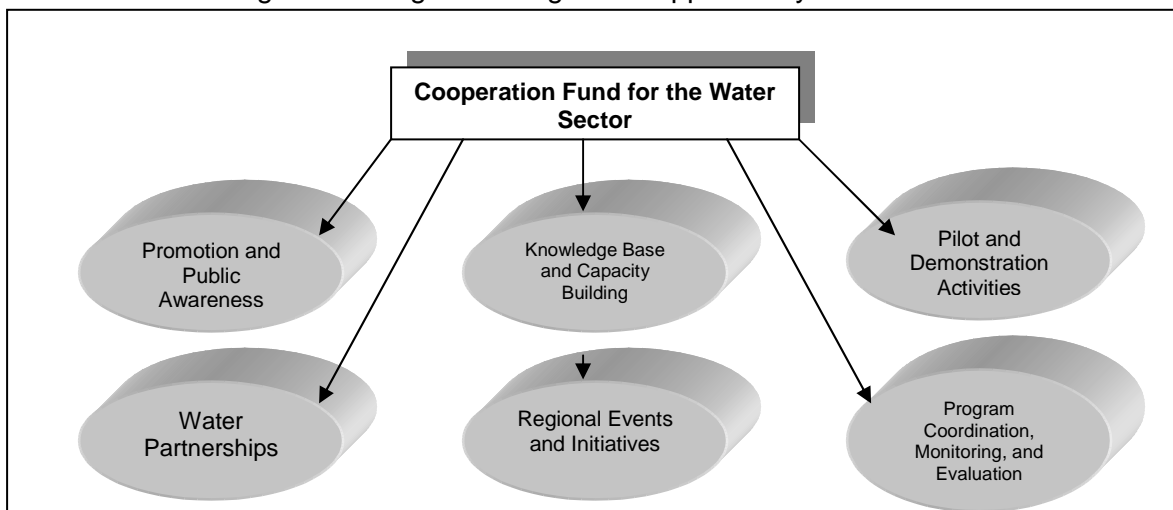 Cooperation Fund for the Water
Sector
Promotion and
Public
Awareness
Knowledge Base
and Capacity
Building
Pilot and
Demonstration
Activities
Water
Partnerships
Regional Events
and Initiatives
Program
Coordination,
Monitoring, and
Evaluation